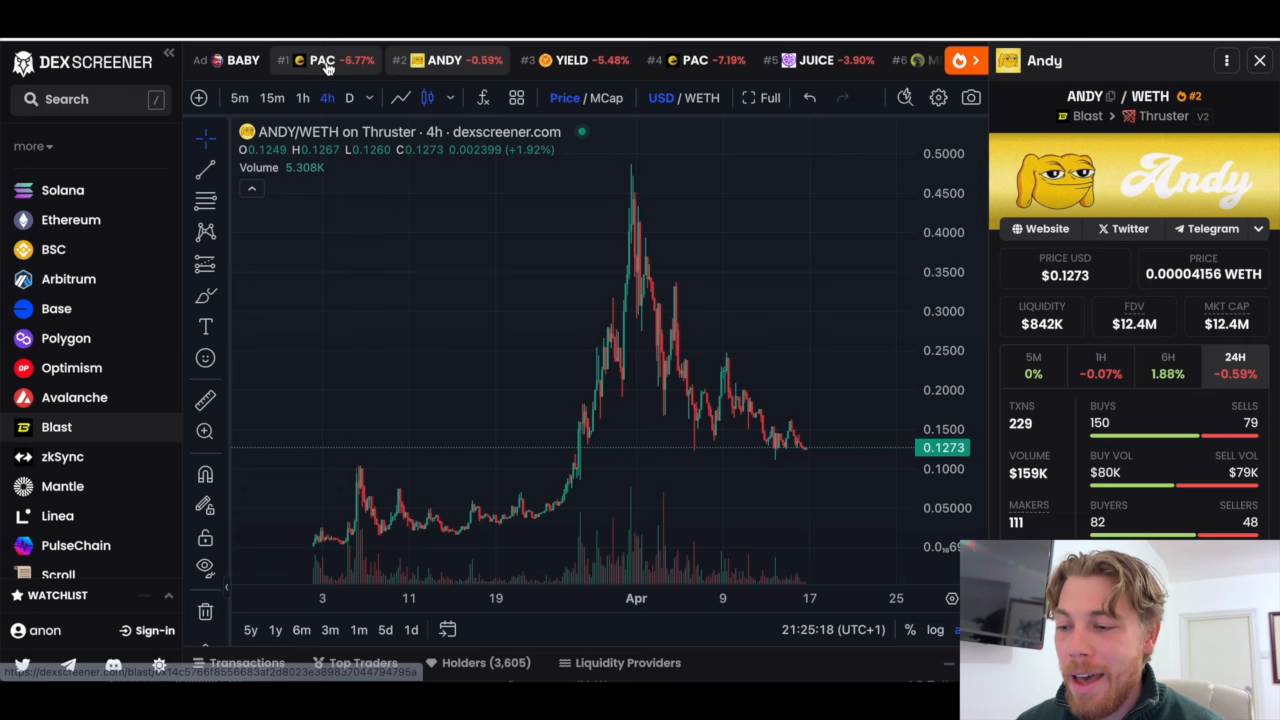 DEX SCREENER
Search /
more
Solana
Ethereum
BSC
Arbitrum
Base
Polygon
Optimism
Avalanche
Blast
zkSync
Mantle
Linea
PulseChain
Scroll
WATCHLIST
anon Sign-in
https://dexscreener.com/blast/
Ad BABY #1 PAC -6.77% #2 ANDY -0.59% #3 YIELD -5.48% #4 PAC -7.19% #5 JUICE -3.90% #6
5m 15m 1h 4h D Price / MCap USD / WETH Full
ANDY/WETH on Thruster · 4h · dexscreener.com
O0.1249 H0.1267 L0.1260 C0.1273 0.002399 (+1.92%)
Volume 5.308K
0.5000
0.4500
0.4000
0.3500
0.3000
0.2500
0.2000
0.1500
0.1273
0.1000
0.05000
3 11 19 Apr 9 17 25
5y 1y 6m 3m 1m 5d 1d 21:25:18 (UTC+1) % log
Transactions Top Traders Holders (3,605) Liquidity Providers
Andy
ANDY / WETH #2
Blast > Thruster V2
Andy
Website Twitter Telegram
PRICE USD
$0.1273
PRICE
0.00004156 WETH
LIQUIDITY
$842K
FDV
$12.4M
MKT CAP
$12.4M
5M
0%
1H
-0.07%
6H
1.88%
24H
-0.59%
TXNS
229
BUYS SELLS
150 79
VOLUME
$159K
BUY VOL SELL VOL
$80K $79K
MAKERS
111
BUYERS SELLERS
82 48